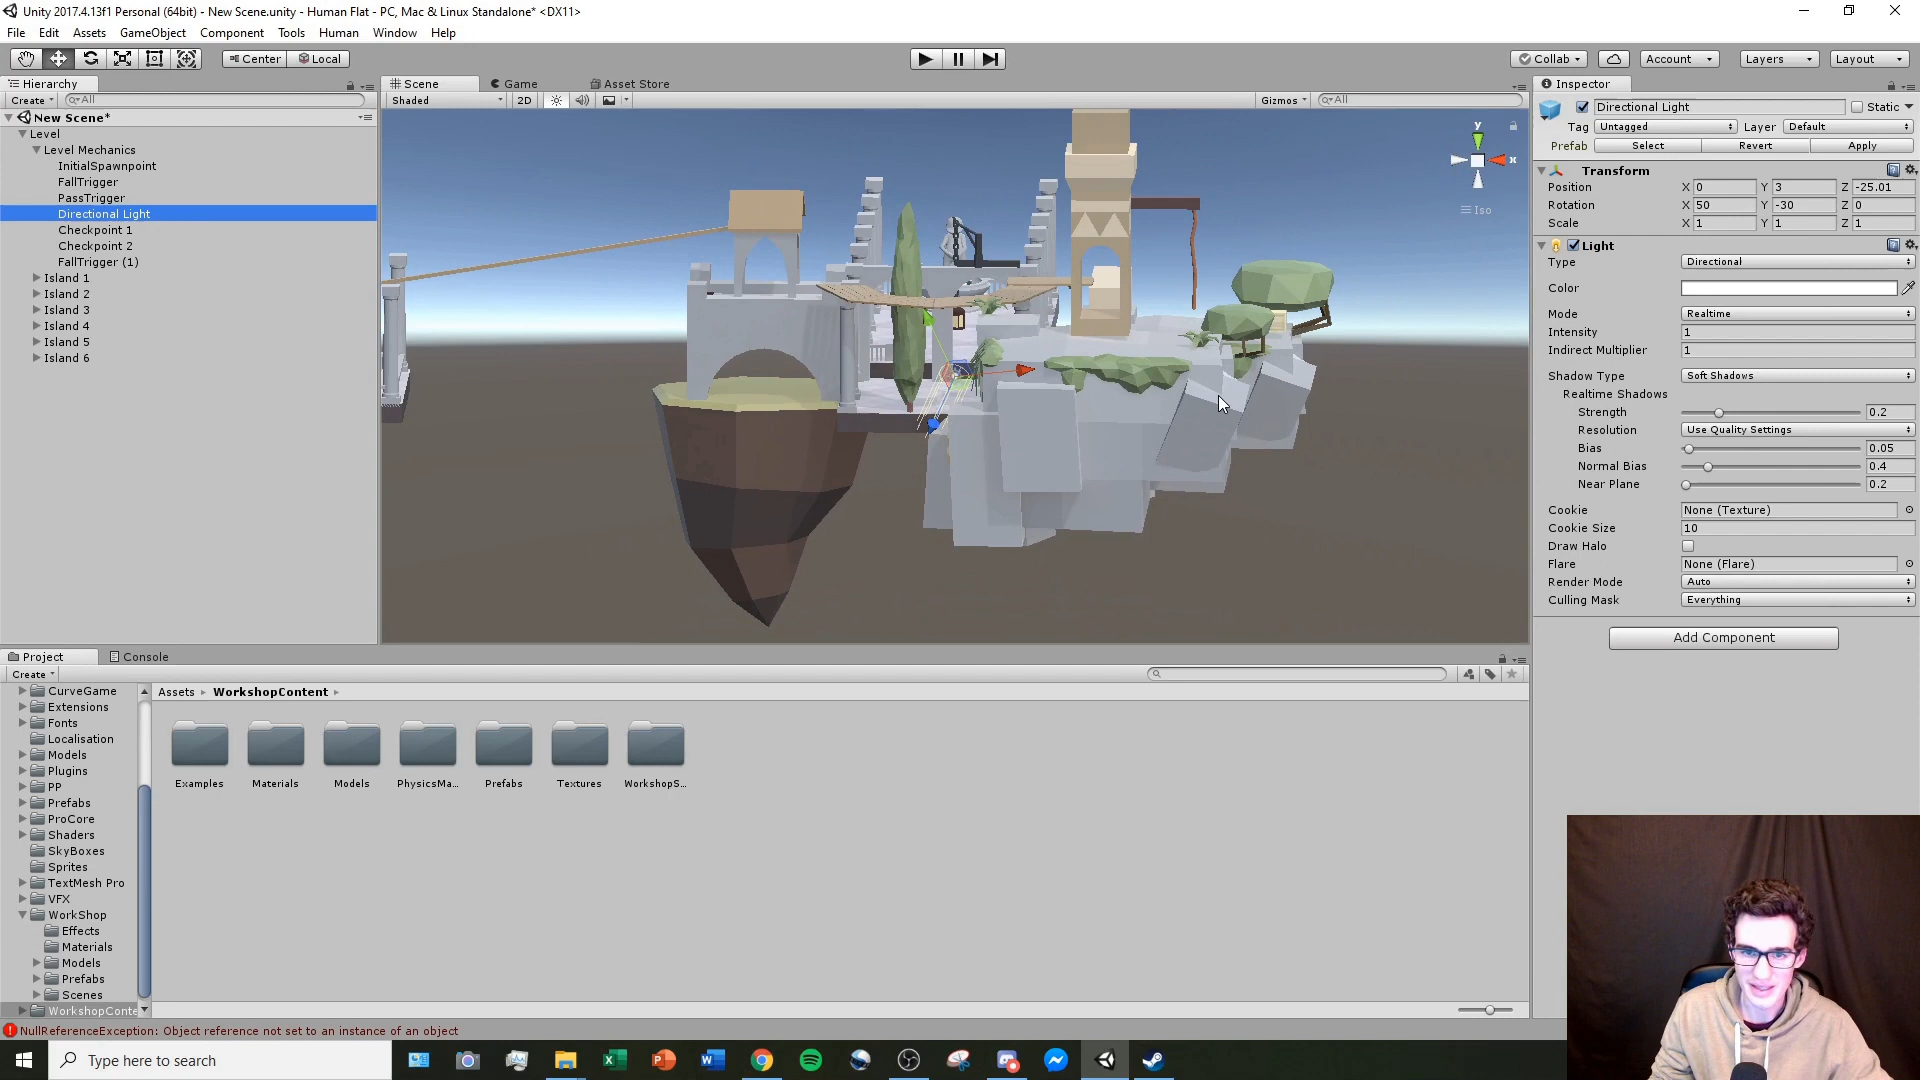 Unity 2017.4.13f1 Personal (64bit) - New Scene.unity - Human Flat - PC, Mac & Linux Standalone* <DX11>
File Edit Assets GameObject Component Tools Human Window Help
Center Local Collab Account Layers Layout
Hierarchy
Create All
New Scene*
Level
Level Mechanics
InitialSpawnpoint
FallTrigger
PassTrigger
Directional Light
Checkpoint 1
Checkpoint 2
FallTrigger (1)
Island 1
Island 2
Island 3
Island 4
Island 5
Island 6
Scene Game Asset Store
Shaded 2D Gizmos All
y
x
Iso
Inspector
Directional Light Static
Tag Untagged Layer Default
Prefab Select Revert Apply
Transform
Position X 0 Y 3 Z -25.01
Rotation X 50 Y -30 Z 0
Scale X 1 Y 1 Z 1
Light
Type Directional
Color
Mode Realtime
Intensity 1
Indirect Multiplier 1
Shadow Type Soft Shadows
Realtime Shadows
Strength 0.2
Resolution Use Quality Settings
Bias 0.05
Normal Bias 0.4
Near Plane 0.2
Cookie None (Texture)
Cookie Size 10
Draw Halo
Flare None (Flare)
Render Mode Auto
Culling Mask Everything
Add Component
Project Console
Create
CurveGame
Extensions
Fonts
Localisation
Models
Plugins
PP
Prefabs
ProCore
Shaders
SkyBoxes
Sprites
TextMesh Pro
VFX
WorkShop
Effects
Materials
Models
Prefabs
Scenes
WorkshopConte
Assets WorkshopContent
Examples Materials Models PhysicsMa... Prefabs Textures WorkshopS...
NullReferenceException: Object reference not set to an instance of an object
Type here to search